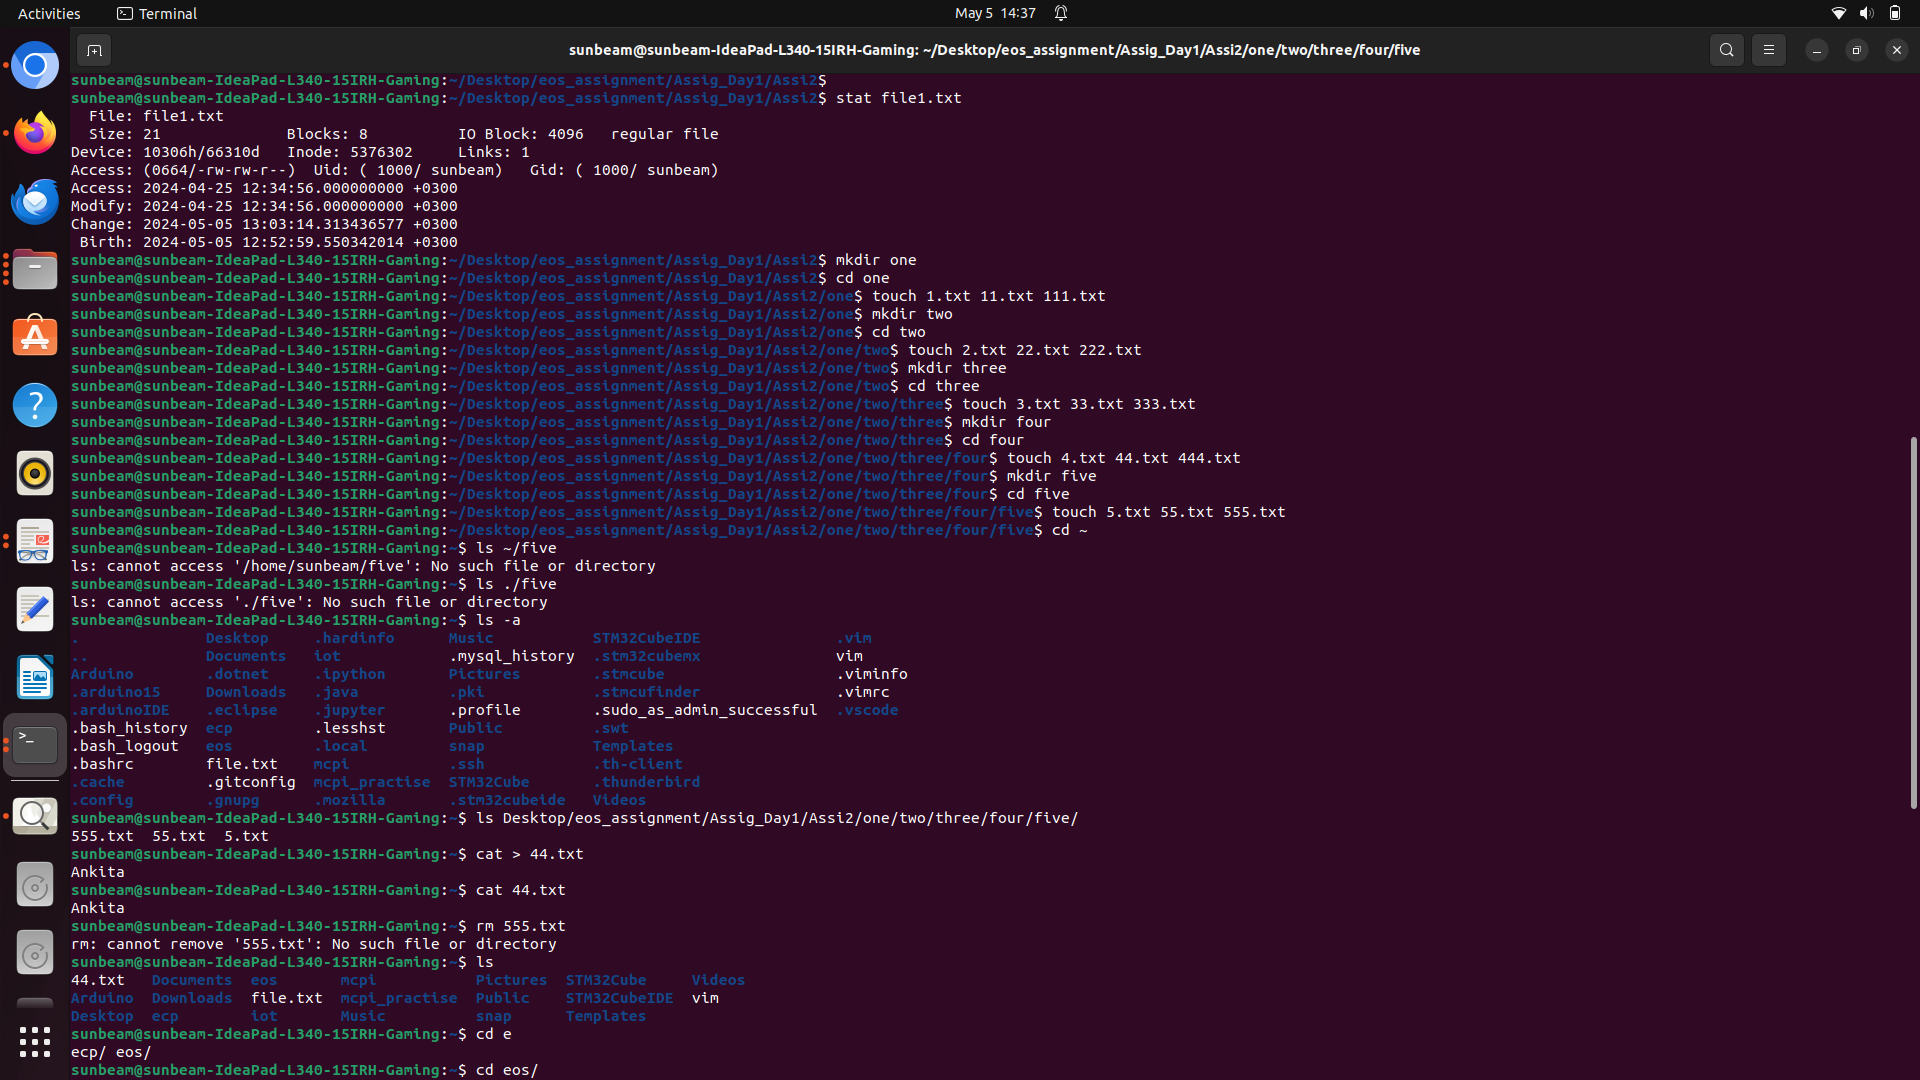 Activities Terminal May 5 14:37
sunbeam@sunbeam-IdeaPad-L340-15IRH-Gaming: ~/Desktop/eos_assignment/Assig_Day1/Assi2/one/two/three/four/five
sunbeam@sunbeam-IdeaPad-L340-15IRH-Gaming:~/Desktop/eos_assignment/Assig_Day1/Assi2$
sunbeam@sunbeam-IdeaPad-L340-15IRH-Gaming:~/Desktop/eos_assignment/Assig_Day1/Assi2$ stat file1.txt
  File: file1.txt
  Size: 21              Blocks: 8          IO Block: 4096   regular file
Device: 10306h/66310d   Inode: 5376302     Links: 1
Access: (0664/-rw-rw-r--)  Uid: ( 1000/ sunbeam)   Gid: ( 1000/ sunbeam)
Access: 2024-04-25 12:34:56.000000000 +0300
Modify: 2024-04-25 12:34:56.000000000 +0300
Change: 2024-05-05 13:03:14.313436577 +0300
 Birth: 2024-05-05 12:52:59.550342014 +0300
sunbeam@sunbeam-IdeaPad-L340-15IRH-Gaming:~/Desktop/eos_assignment/Assig_Day1/Assi2$ mkdir one
sunbeam@sunbeam-IdeaPad-L340-15IRH-Gaming:~/Desktop/eos_assignment/Assig_Day1/Assi2$ cd one
sunbeam@sunbeam-IdeaPad-L340-15IRH-Gaming:~/Desktop/eos_assignment/Assig_Day1/Assi2/one$ touch 1.txt 11.txt 111.txt
sunbeam@sunbeam-IdeaPad-L340-15IRH-Gaming:~/Desktop/eos_assignment/Assig_Day1/Assi2/one$ mkdir two
sunbeam@sunbeam-IdeaPad-L340-15IRH-Gaming:~/Desktop/eos_assignment/Assig_Day1/Assi2/one$ cd two
sunbeam@sunbeam-IdeaPad-L340-15IRH-Gaming:~/Desktop/eos_assignment/Assig_Day1/Assi2/one/two$ touch 2.txt 22.txt 222.txt
sunbeam@sunbeam-IdeaPad-L340-15IRH-Gaming:~/Desktop/eos_assignment/Assig_Day1/Assi2/one/two$ mkdir three
sunbeam@sunbeam-IdeaPad-L340-15IRH-Gaming:~/Desktop/eos_assignment/Assig_Day1/Assi2/one/two$ cd three
sunbeam@sunbeam-IdeaPad-L340-15IRH-Gaming:~/Desktop/eos_assignment/Assig_Day1/Assi2/one/two/three$ touch 3.txt 33.txt 333.txt
sunbeam@sunbeam-IdeaPad-L340-15IRH-Gaming:~/Desktop/eos_assignment/Assig_Day1/Assi2/one/two/three$ mkdir four
sunbeam@sunbeam-IdeaPad-L340-15IRH-Gaming:~/Desktop/eos_assignment/Assig_Day1/Assi2/one/two/three$ cd four
sunbeam@sunbeam-IdeaPad-L340-15IRH-Gaming:~/Desktop/eos_assignment/Assig_Day1/Assi2/one/two/three/four$ touch 4.txt 44.txt 444.txt
sunbeam@sunbeam-IdeaPad-L340-15IRH-Gaming:~/Desktop/eos_assignment/Assig_Day1/Assi2/one/two/three/four$ mkdir five
sunbeam@sunbeam-IdeaPad-L340-15IRH-Gaming:~/Desktop/eos_assignment/Assig_Day1/Assi2/one/two/three/four$ cd five
sunbeam@sunbeam-IdeaPad-L340-15IRH-Gaming:~/Desktop/eos_assignment/Assig_Day1/Assi2/one/two/three/four/five$ touch 5.txt 55.txt 555.txt
sunbeam@sunbeam-IdeaPad-L340-15IRH-Gaming:~/Desktop/eos_assignment/Assig_Day1/Assi2/one/two/three/four/five$ cd ~
sunbeam@sunbeam-IdeaPad-L340-15IRH-Gaming:~$ ls ~/five
ls: cannot access '/home/sunbeam/five': No such file or directory
sunbeam@sunbeam-IdeaPad-L340-15IRH-Gaming:~$ ls ./five
ls: cannot access './five': No such file or directory
sunbeam@sunbeam-IdeaPad-L340-15IRH-Gaming:~$ ls -a
.              Desktop     .hardinfo      Music           STM32CubeIDE               .vim
..             Documents   iot            .mysql_history  .stm32cubemx               vim
Arduino        .dotnet     .ipython       Pictures        .stmcube                   .viminfo
.arduino15     Downloads   .java          .pki            .stmcufinder               .vimrc
.arduinoIDE    .eclipse    .jupyter       .profile        .sudo_as_admin_successful  .vscode
.bash_history  ecp         .lesshst       Public          .swt
.bash_logout   eos         .local         snap            Templates
.bashrc        file.txt    mcpi           .ssh            .th-client
.cache         .gitconfig  mcpi_practise  STM32Cube       .thunderbird
.config        .gnupg      .mozilla       .stm32cubeide   Videos
sunbeam@sunbeam-IdeaPad-L340-15IRH-Gaming:~$ ls Desktop/eos_assignment/Assig_Day1/Assi2/one/two/three/four/five/
555.txt  55.txt  5.txt
sunbeam@sunbeam-IdeaPad-L340-15IRH-Gaming:~$ cat > 44.txt
Ankita
sunbeam@sunbeam-IdeaPad-L340-15IRH-Gaming:~$ cat 44.txt
Ankita
sunbeam@sunbeam-IdeaPad-L340-15IRH-Gaming:~$ rm 555.txt
rm: cannot remove '555.txt': No such file or directory
sunbeam@sunbeam-IdeaPad-L340-15IRH-Gaming:~$ ls
44.txt   Documents  eos       mcpi           Pictures  STM32Cube     Videos
Arduino  Downloads  file.txt  mcpi_practise  Public    STM32CubeIDE  vim
Desktop  ecp        iot       Music          snap      Templates
sunbeam@sunbeam-IdeaPad-L340-15IRH-Gaming:~$ cd e
ecp/ eos/
sunbeam@sunbeam-IdeaPad-L340-15IRH-Gaming:~$ cd eos/